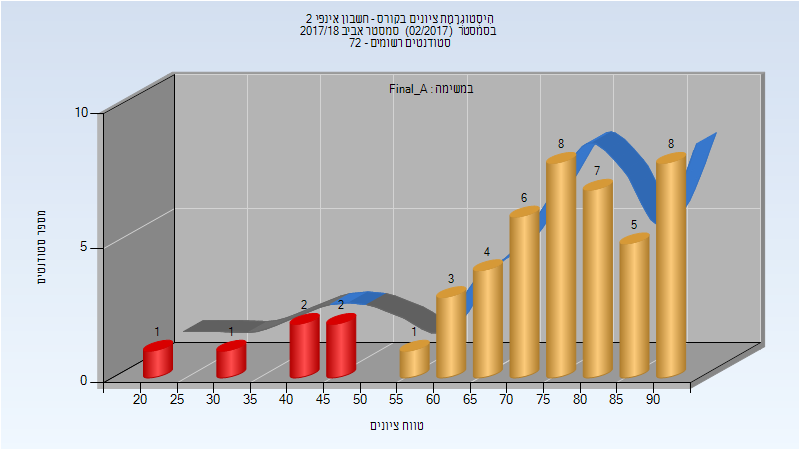 היסטוגרמת ציונים בקורס - חשבון אינפי 2
בסמסטר (02/2017) סמסטר אביב 2017/18
סטודנטים רשומים - 72
במשימה : Final_A
10
5
0
מספר סטודנטים
1
1
2
2
1
3
4
6
8
7
5
8
20 25 30 35 40 45 50 55 60 65 70 75 80 85 90
טווח ציונים